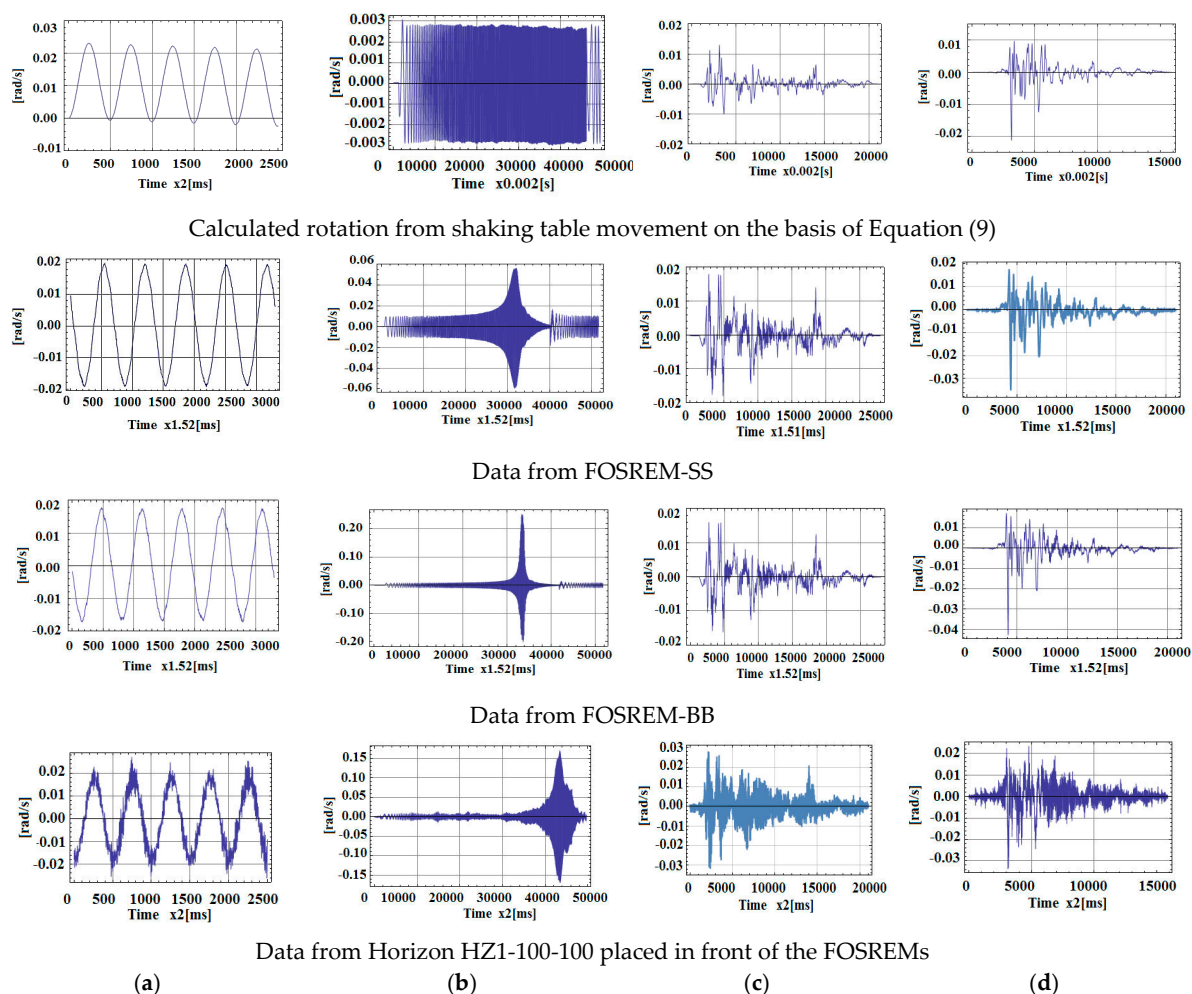 0.03
0.02
0.01
0.00
-0.01
[rad/s]
0 500 1000 1500 2000 2500
Time x2[ms]
0.003
0.002
0.001
0.000
-0.001
-0.002
-0.003
[rad/s]
0 10000 20000 30000 40000 50000
Time x0.002[s]
0.02
0.01
0.00
-0.01
-0.02
[rad/s]
0 5000 10000 15000 20000
Time x0.002[s]
0.01
0.00
-0.01
-0.02
[rad/s]
0 5000 10000 15000
Time x0.002[s]
Calculated rotation from shaking table movement on the basis of Equation (9)
0.02
0.01
0.00
-0.01
-0.02
[rad/s]
0 500 1000 1500 2000 2500 3000
Time x1.52[ms]
0.06
0.04
0.02
0.00
-0.02
-0.04
-0.06
[rad/s]
0 10000 20000 30000 40000 50000
Time x1.52[ms]
0.02
0.01
0.00
-0.01
0.02
[rad/s]
0 5000 10000 15000 20000 25000
Time x1.51[ms]
0.02
0.01
0.00
-0.01
-0.02
-0.03
[rad/s]
0 5000 10000 15000 20000
Time x1.52[ms]
Data from FOSREM-SS
0.02
0.01
0.00
-0.01
-0.02
[rad/s]
0 500 1000 1500 2000 2500 3000
Time x1.52[ms]
0.20
0.10
0.00
-0.10
-0.20
[rad/s]
0 10000 20000 30000 40000 50000
Time x1.52[ms]
0.02
0.01
0.00
-0.01
0.02
[rad/s]
0 5000 10000 15000 20000 25000
Time x1.52[ms]
0.01
0.00
-0.01
-0.02
-0.03
-0.04
[rad/s]
0 5000 10000 15000 20000
Time x1.52[ms]
Data from FOSREM-BB
0.02
0.01
0.00
-0.01
-0.02
[rad/s]
0 500 1000 1500 2000 2500
Time x2[ms]
0.15
0.10
0.05
0.00
-0.05
0.10
-0.15
[rad/s]
0 10000 20000 30000 40000 50000
Time x2[ms]
0.03
0.02
0.01
0.00
-0.01
-0.02
-0.03
[rad/s]
0 5000 10000 15000 20000
Time x2[ms]
0.02
0.01
0.00
-0.01
-0.02
-0.03
[rad/s]
0 5000 10000 15000
Time x2[ms]
Data from Horizon HZ1-100-100 placed in front of the FOSREMs
(a) (b) (c) (d)